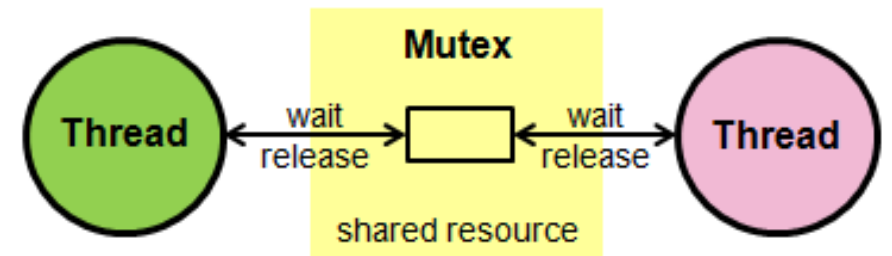 Mutex
Thread
wait
release
wait
release
Thread
shared resource